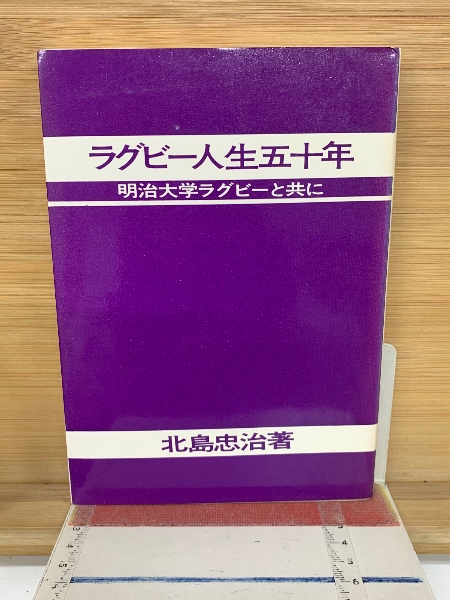 ラグビー人生五十年
明治大学ラグビーと共に
北島忠治著